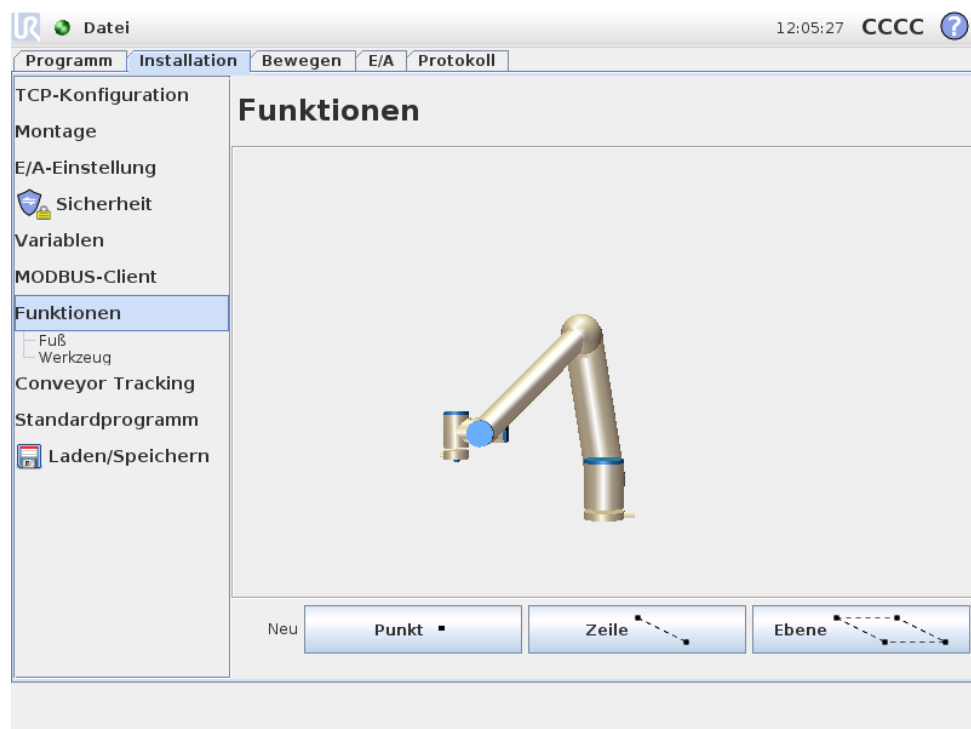 UR Datei 12:05:27 CCCC ?
Programm Installation Bewegen E/A Protokoll
TCP-Konfiguration
Montage
E/A-Einstellung
Sicherheit
Variablen
MODBUS-Client
Funktionen
Fuß
Werkzeug
Conveyor Tracking
Standardprogramm
Laden/Speichern
Funktionen
Neu Punkt Zeile Ebene